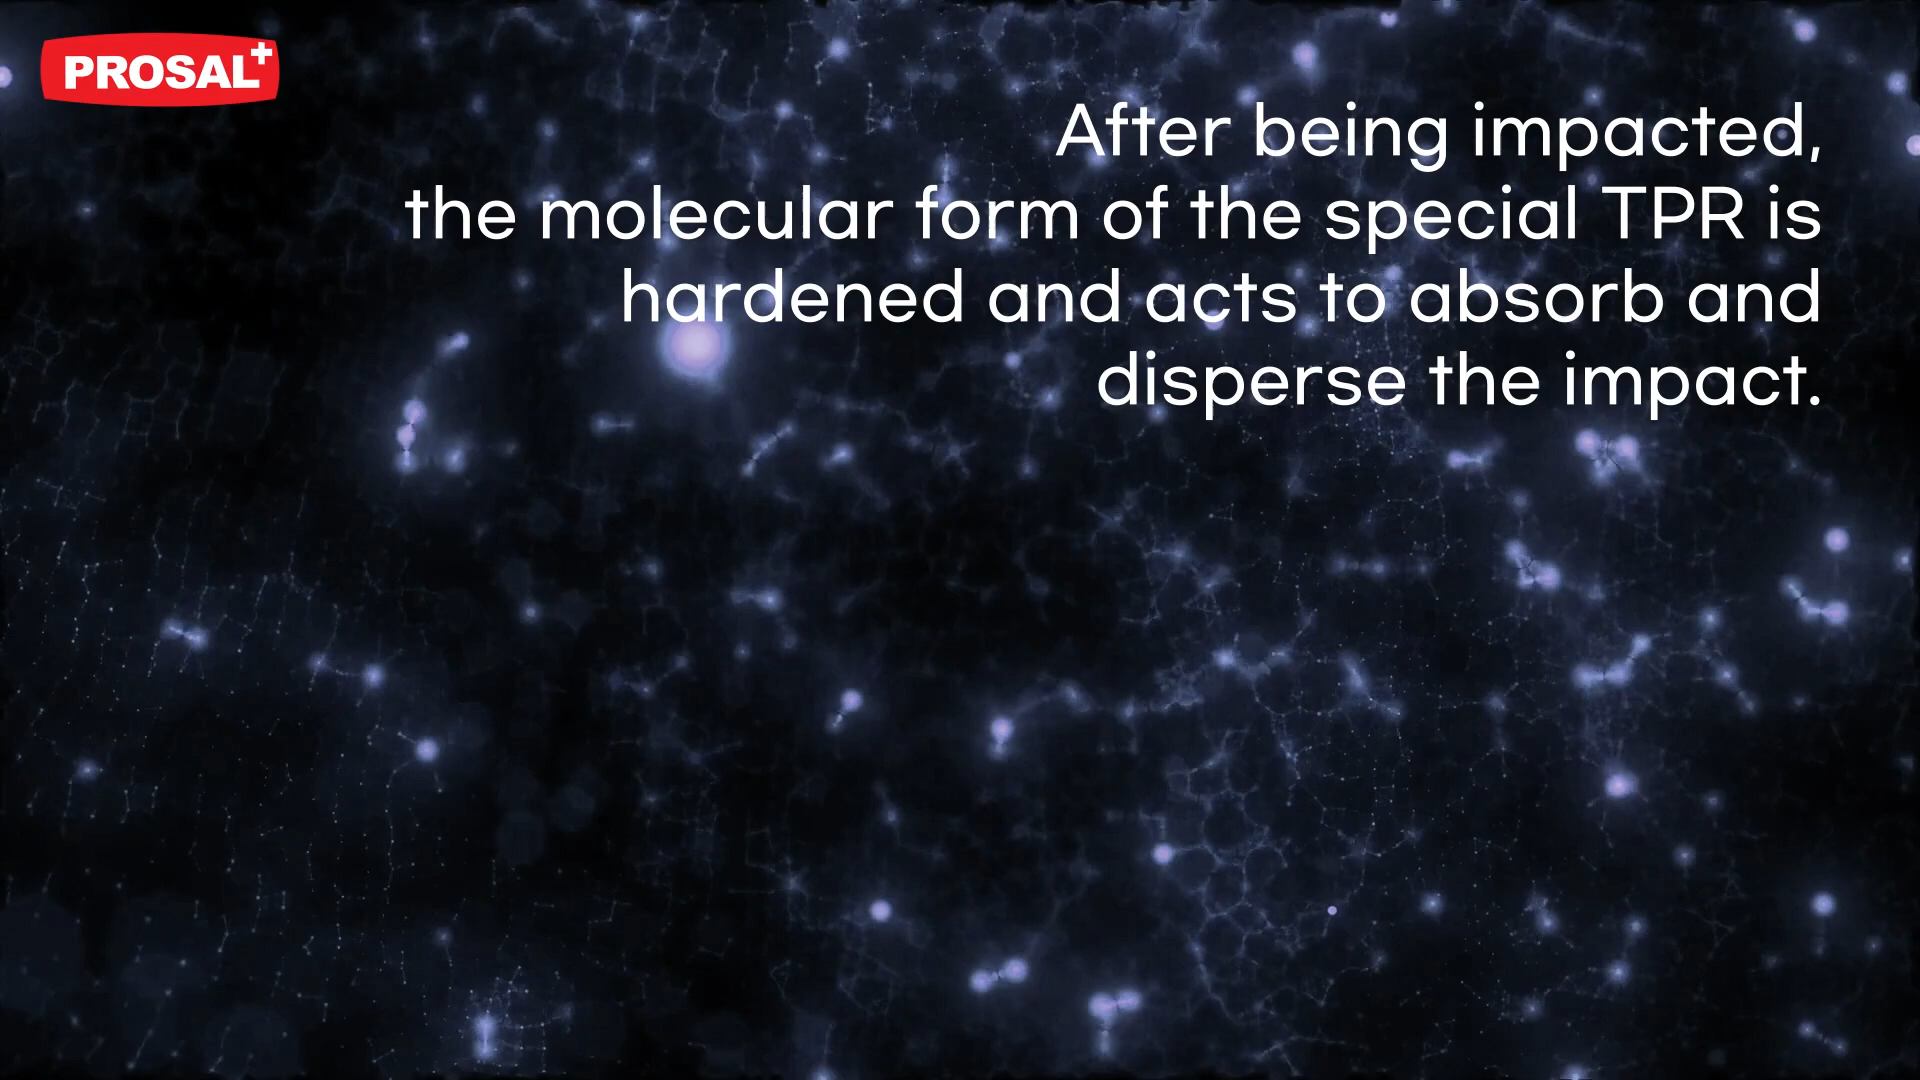 PROSAL+
After being impacted,
the molecular form of the special TPR is
hardened and acts to absorb and
disperse the impact.